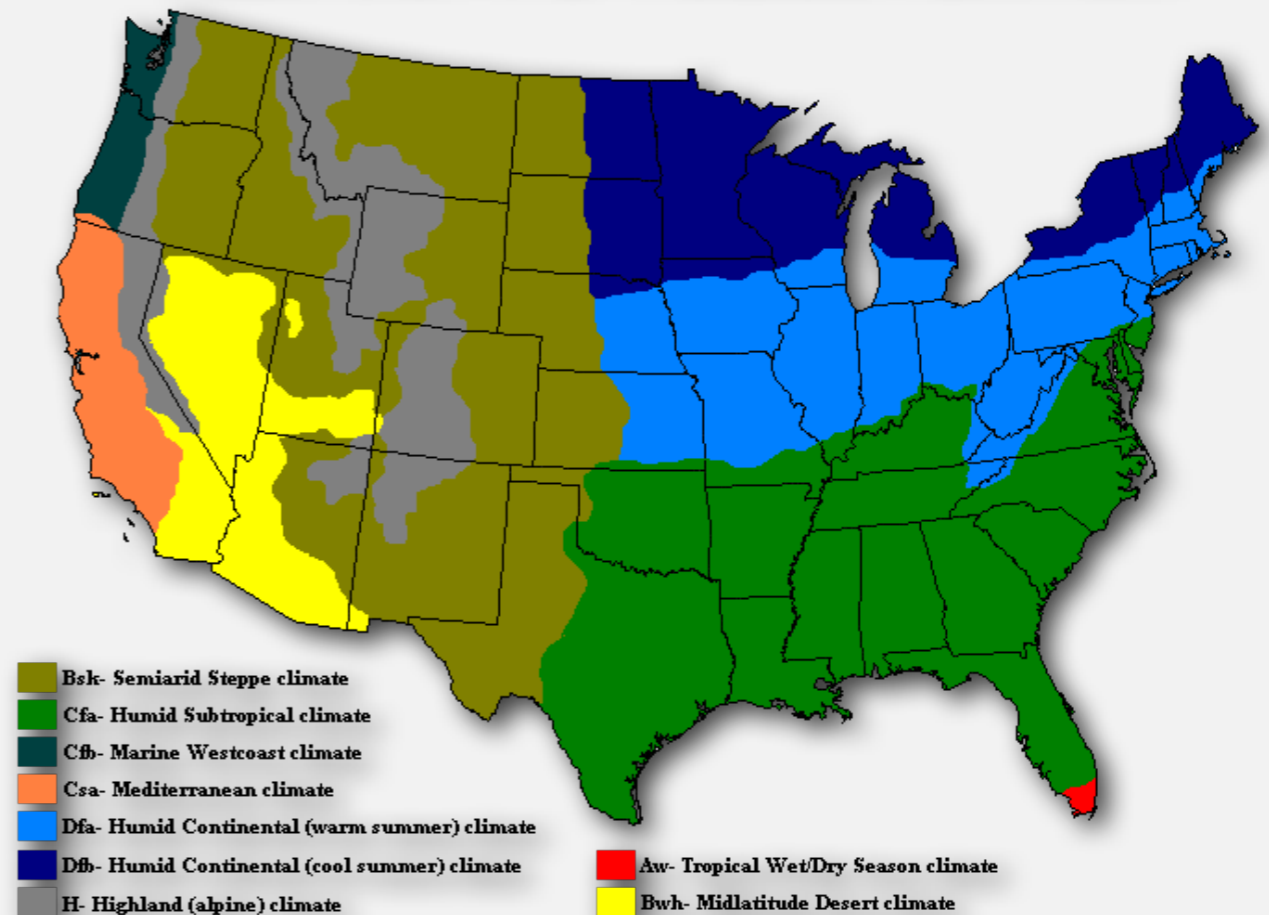 Bsk- Semiarid Steppe climate
Cfa- Humid Subtropical climate
Cfb- Marine Westcoast climate
Csa- Mediterranean climate
Dfa- Humid Continental (warm summer) climate
Dfb- Humid Continental (cool summer) climate
H- Highland (alpine) climate
Aw- Tropical Wet/Dry Season climate
Bwh- Midlatitude Desert climate